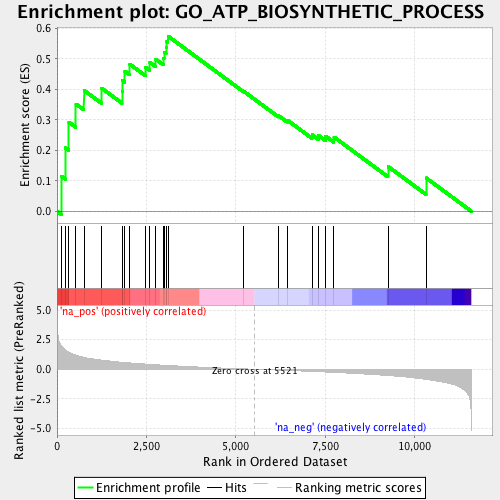 Enrichment plot: GO_ATP_BIOSYNTHETIC_PROCESS
Enrichment score (ES)
0.6
0.5
0.4
0.3
0.2
0.1
0.0
'na_pos' (positively correlated)
Ranked list metric (PreRanked)
5.0
2.5
0.0
-2.5
-5.0
Zero cross at 5521
'na_neg' (negatively correlated)
0
2,500
5,000
7,500
10,000
Rank in Ordered Dataset
Enrichment profile
Hits
Ranking metric scores